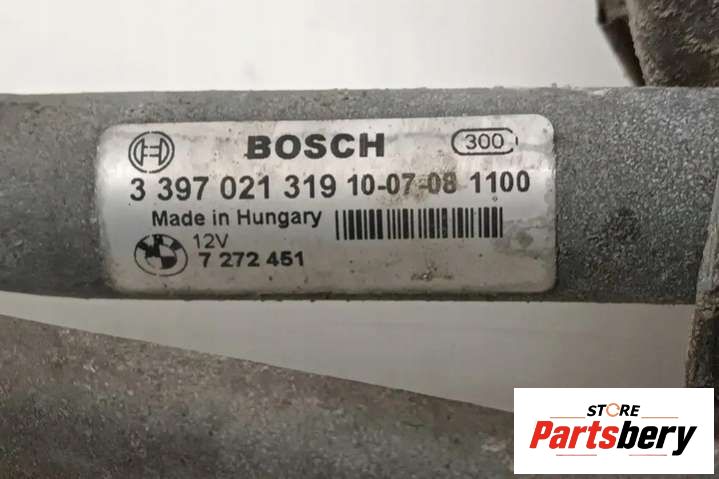 BOSCH 300
3 397 021 319 10-07-08 1100
Made in Hungary
12V
7 272 451
STORE
Partsbery